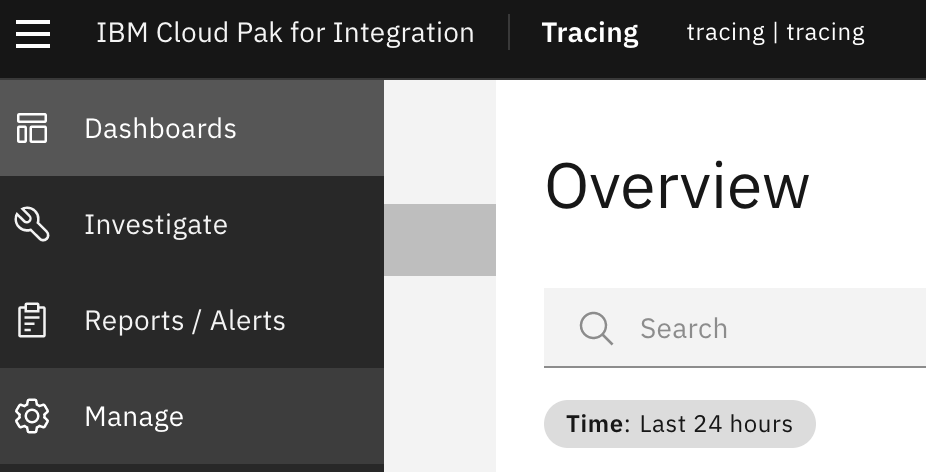 IBM Cloud Pak for Integration | Tracing tracing | tracing
Dashboards
Investigate
Reports / Alerts
Manage
Overview
Search
Time: Last 24 hours